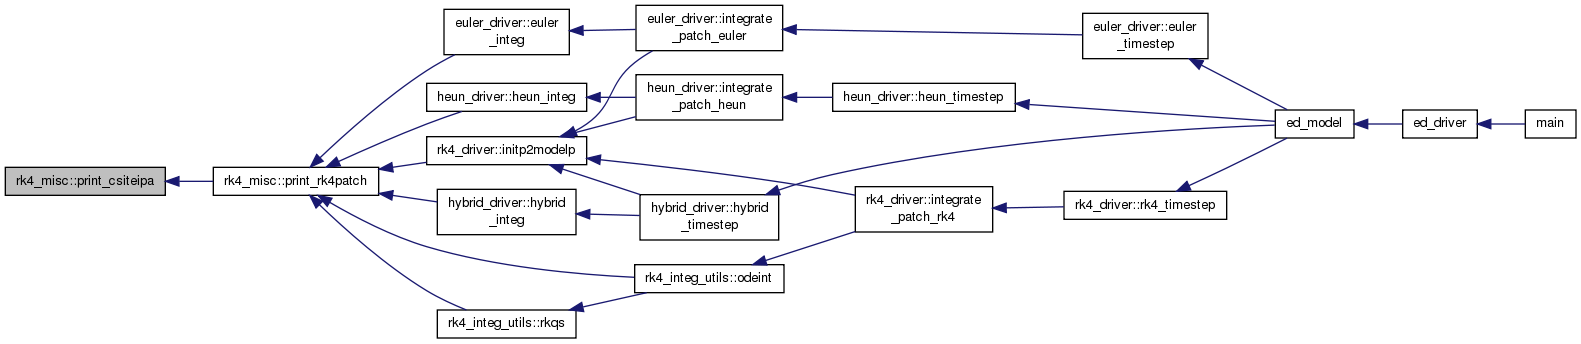 rk4_misc::print_csiteipa
rk4_misc::print_rk4patch
euler_driver::euler
_integ
heun_driver::heun_integ
rk4_driver::initp2modelp
hybrid_driver::hybrid
_integ
rk4_integ_utils::rkqs
euler_driver::integrate
_patch_euler
heun_driver::integrate
_patch_heun
hybrid_driver::hybrid
_timestep
rk4_integ_utils::odeint
heun_driver::heun_timestep
rk4_driver::integrate
_patch_rk4
euler_driver::euler
_timestep
rk4_driver::rk4_timestep
ed_model
ed_driver
main